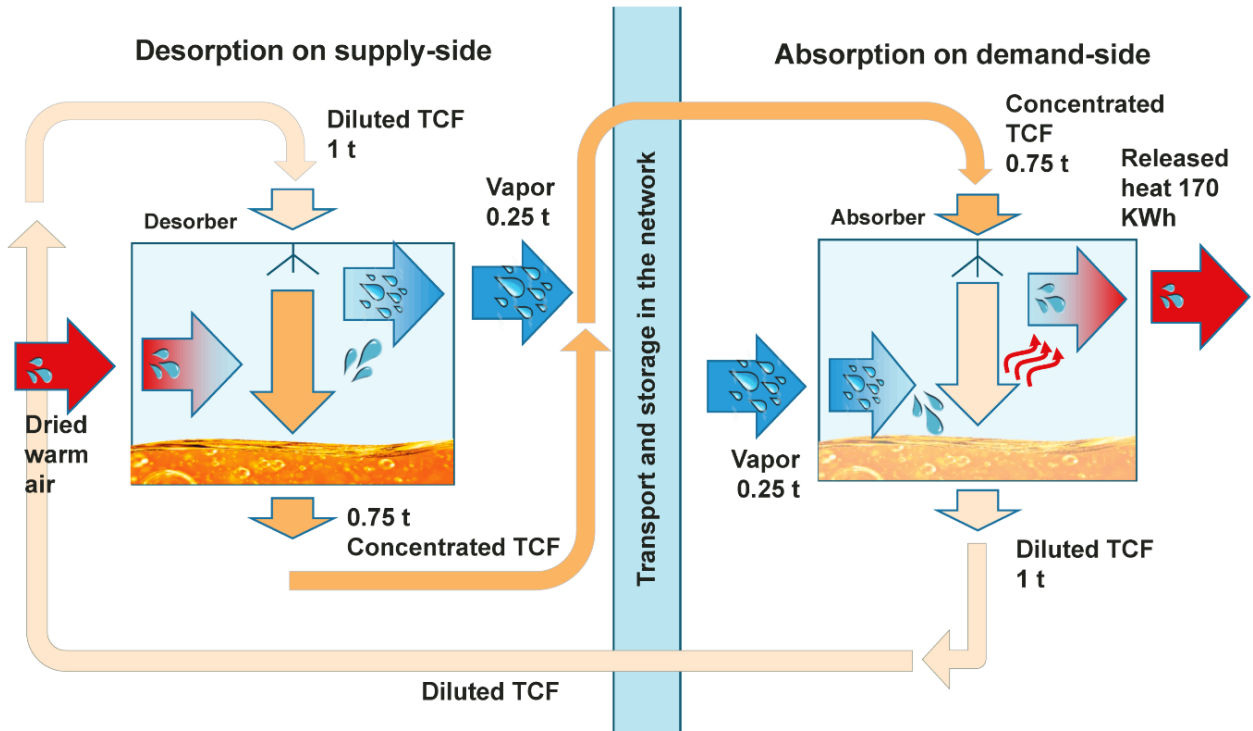 Desorption on supply-side
Diluted TCF
1 t
Vapor
0.25 t
Desorber
Dried
warm
air
0.75 t
Concentrated TCF
Diluted TCF
Transport and storage in the network
Absorption on demand-side
Concentrated
TCF
0.75 t
Released
heat 170
KWh
Absorber
Vapor
0.25 t
Diluted TCF
1 t